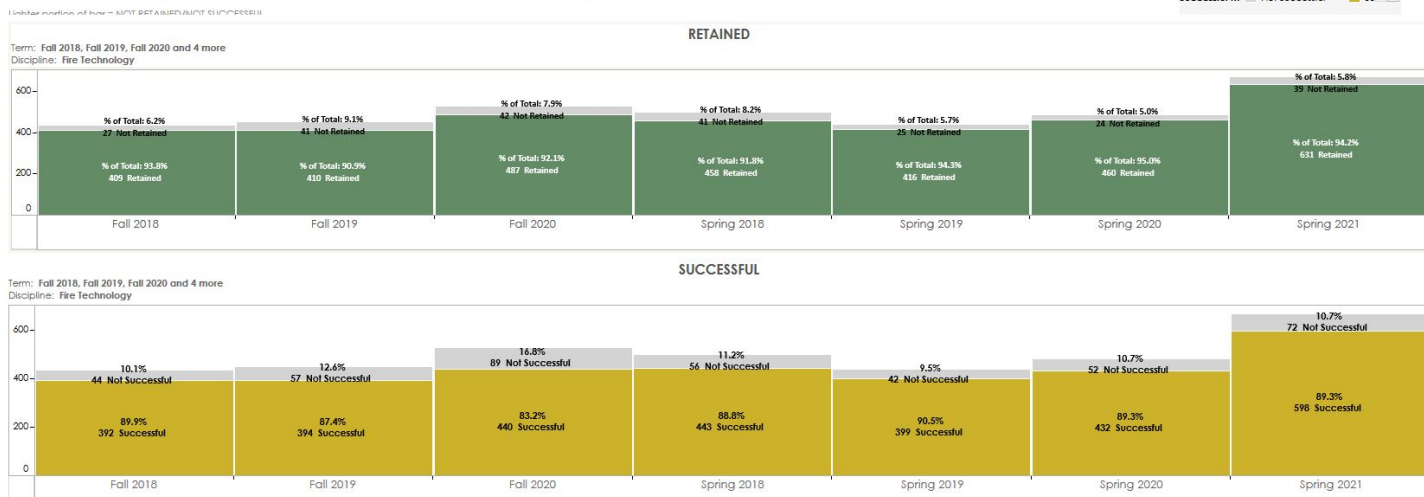 Lighter portion of bar = NOT RETAINED/NOT SUCCESSFUL
RETAINED
Term: Fall 2018, Fall 2019, Fall 2020 and 4 more
Discipline: Fire Technology
600
400
200
0
% of Total: 6.2%
27 Not Retained
% of Total: 93.8%
409 Retained
% of Total: 9.1%
41 Not Retained
% of Total: 90.9%
410 Retained
% of Total: 7.9%
42 Not Retained
% of Total: 92.1%
487 Retained
% of Total: 8.2%
41 Not Retained
% of Total: 91.8%
458 Retained
% of Total: 5.7%
25 Not Retained
% of Total: 94.3%
416 Retained
% of Total: 5.0%
24 Not Retained
% of Total: 95.0%
460 Retained
% of Total: 5.8%
39 Not Retained
% of Total: 94.2%
631 Retained
Fall 2018
Fall 2019
Fall 2020
Spring 2018
Spring 2019
Spring 2020
Spring 2021
SUCCESSFUL
Term: Fall 2018, Fall 2019, Fall 2020 and 4 more
Discipline: Fire Technology
600
400
200
0
10.1%
44 Not Successful
89.9%
392 Successful
12.6%
57 Not Successful
87.4%
394 Successful
16.8%
89 Not Successful
83.2%
440 Successful
11.2%
56 Not Successful
88.8%
443 Successful
9.5%
42 Not Successful
90.5%
399 Successful
10.7%
52 Not Successful
89.3%
432 Successful
10.7%
72 Not Successful
89.3%
598 Successful
Fall 2018
Fall 2019
Fall 2020
Spring 2018
Spring 2019
Spring 2020
Spring 2021